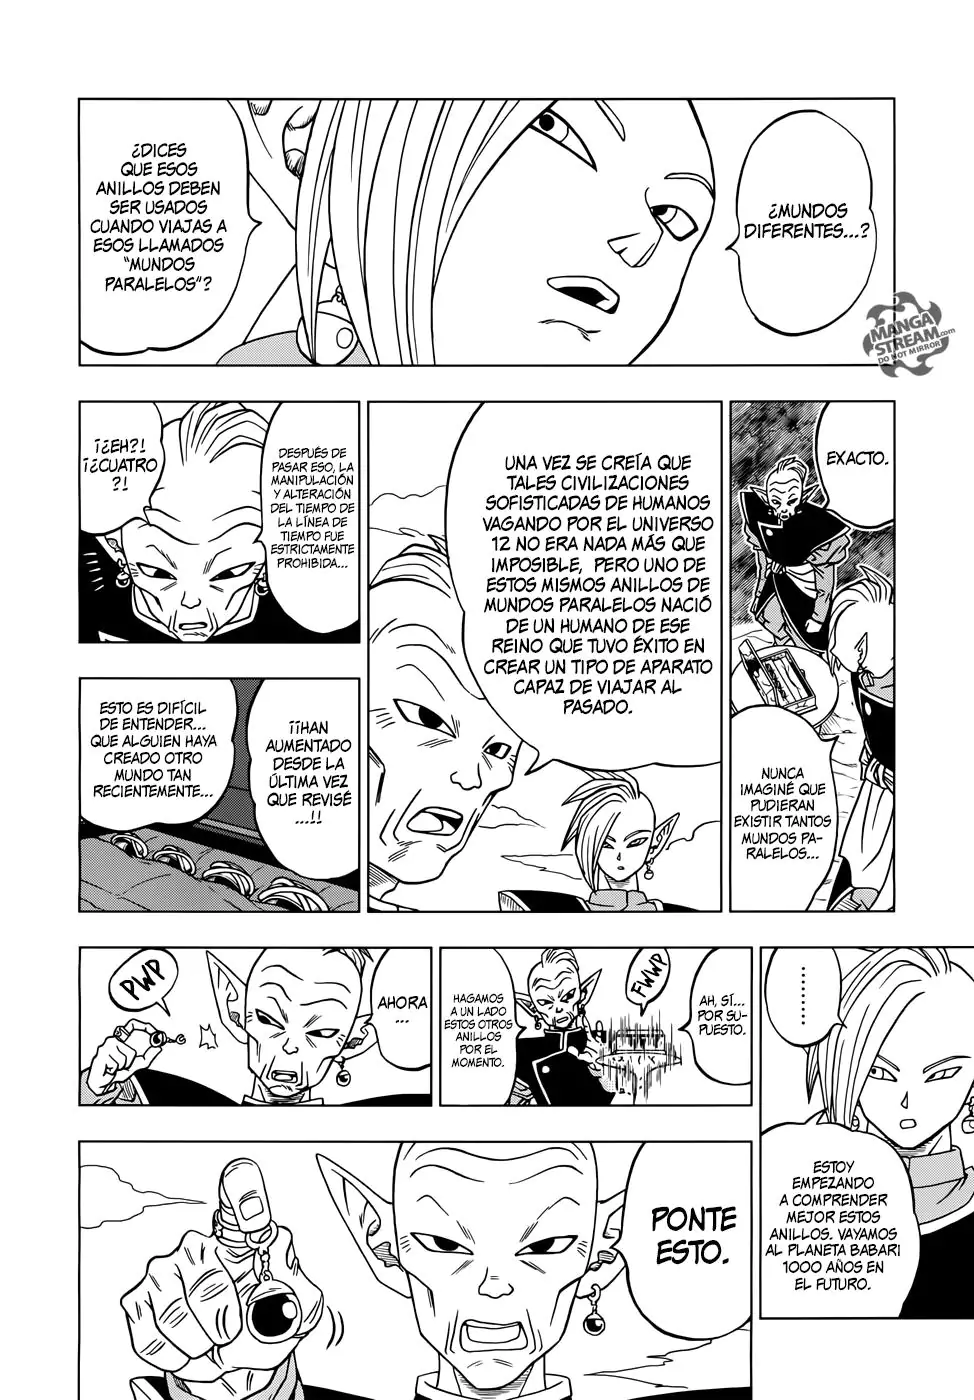 ¿MUNDOS
DIFERENTES...?
¿DICES
QUE ESOS
ANILLOS DEBEN
SER USADOS
CUANDO VIAJAS A
ESOS LLAMADOS
"MUNDOS
PARALELOS"?
MANGA
STREAM.com
DO NOT MIRROR
EXACTO.
NUNCA
IMAGINÉ QUE
PUDIERAN
EXISTIR TANTOS
MUNDOS PA-
RALELOS...
UNA VEZ SE CREÍA QUE
TALES CIVILIZACIONES
SOFISTICADAS DE HUMANOS
VAGANDO POR EL UNIVERSO
12 NO ERA NADA MÁS QUE
IMPOSIBLE, PERO UNO DE
ESTOS MISMOS ANILLOS DE
MUNDOS PARALELOS NACIÓ
DE UN HUMANO DE ESE
REINO QUE TUVO ÉXITO EN
CREAR UN TIPO DE APARATO
CAPAZ DE VIAJAR AL
PASADO.
DESPUÉS DE
PASAR ESO, LA
MANIPULACIÓN
Y ALTERACIÓN
DEL TIEMPO DE
LA LÍNEA DE
TIEMPO FUE
ESTRICTAMENTE
PROHIBIDA...
¡¿EH?!
¡¿CUATRO
?!
¡¡HAN
AUMENTADO
DESDE LA
ÚLTIMA VEZ
QUE REVISÉ
...!!
ESTO ES DIFÍCIL
DE ENTENDER...
QUE ALGUIEN HAYA
CREADO OTRO
MUNDO TAN
RECIENTEMENTE...
........
ESTOY
EMPEZANDO
A COMPRENDER
MEJOR ESTOS
ANILLOS. VAYAMOS
AL PLANETA BABARI
1000 AÑOS EN
EL FUTURO.
AH, SÍ...
POR SU-
PUESTO.
FWWP
HAGAMOS
A UN LADO
ESTOS OTROS
ANILLOS
POR EL
MOMENTO.
AHORA
...
PWP
PONTE
ESTO.